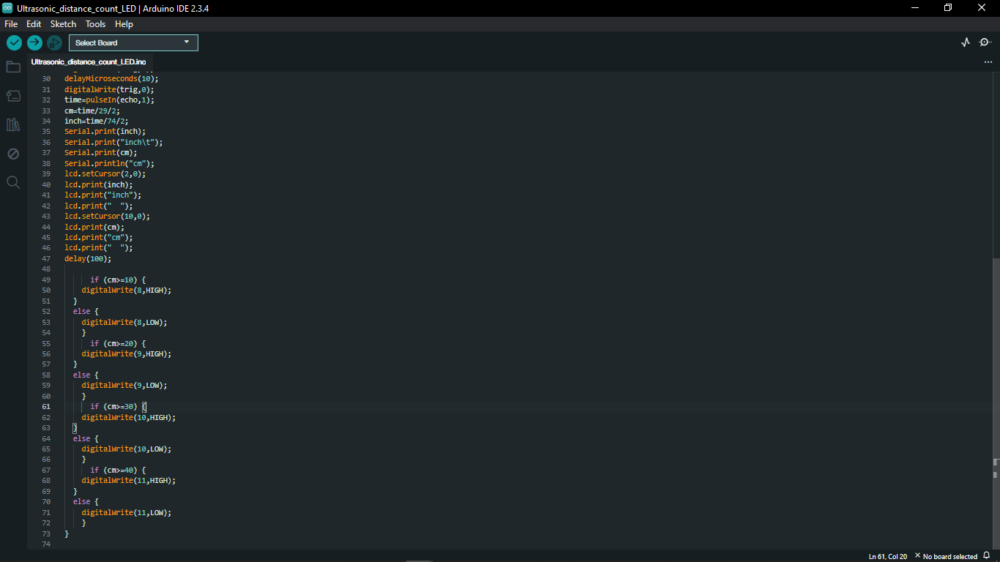 Ultrasonic_distance_count_LED | Arduino IDE 2.3.4
File Edit Sketch Tools Help
Select Board
Ultrasonic_distance_count_LED.ino
30 delayMicroseconds(10);
31 digitalWrite(trig,0);
32 time=pulseIn(echo,1);
33 cm=time/29/2;
34 inch=time/74/2;
35 Serial.print(inch);
36 Serial.print("inch\t");
37 Serial.print(cm);
38 Serial.println("cm");
39 lcd.setCursor(2,0);
40 lcd.print(inch);
41 lcd.print("inch");
42 lcd.print("  ");
43 lcd.setCursor(10,0);
44 lcd.print(cm);
45 lcd.print("cm");
46 lcd.print("  ");
47 delay(100);
48
49 if (cm>=10) {
50 digitalWrite(8,HIGH);
51 }
52 else {
53 digitalWrite(8,LOW);
54 }
55 if (cm>=20) {
56 digitalWrite(9,HIGH);
57 }
58 else {
59 digitalWrite(9,LOW);
60 }
61 if (cm>=30) {
62 digitalWrite(10,HIGH);
63 }
64 else {
65 digitalWrite(10,LOW);
66 }
67 if (cm>=40) {
68 digitalWrite(11,HIGH);
69 }
70 else {
71 digitalWrite(11,LOW);
72 }
73 }
74
Ln 61, Col 20 × No board selected